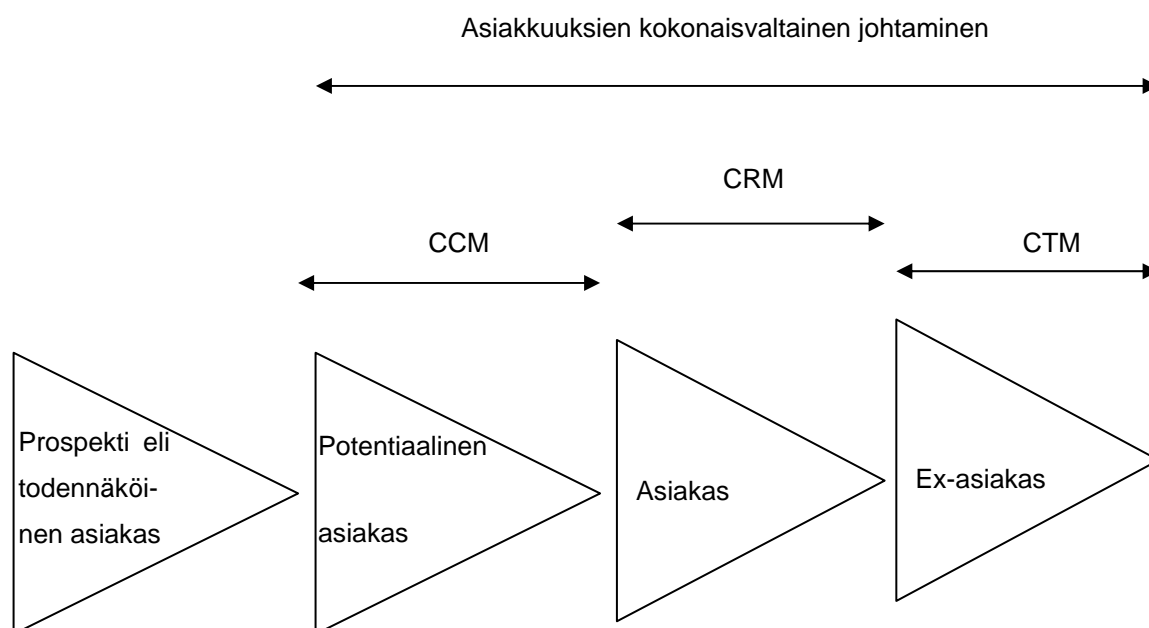 Asiakkuuksien kokonaisvaltainen johtaminen
CRM
CCM
CTM
Prospekti eli
todennäköi-
nen asiakas
Potentiaalinen
asiakas
Asiakas
Ex-asiakas